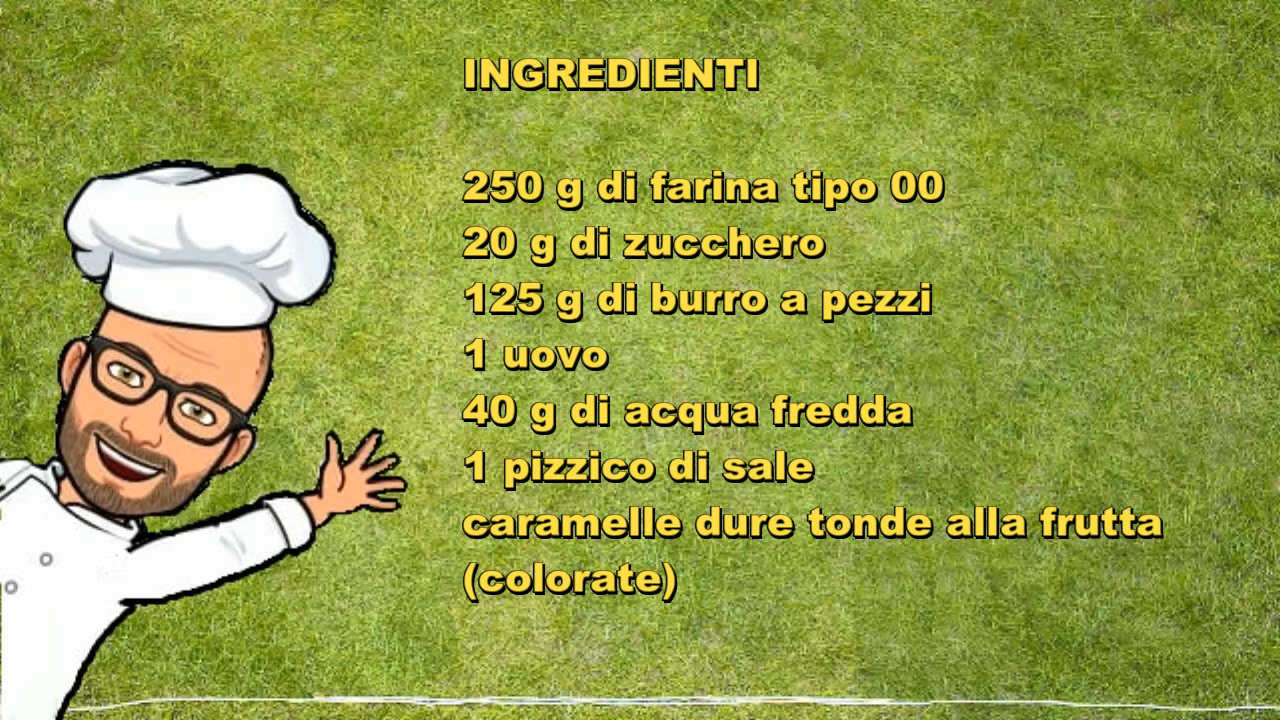 INGREDIENTI
250 g di farina tipo 00
20 g di zucchero
125 g di burro a pezzi
1 uovo
40 g di acqua fredda
1 pizzico di sale
caramelle dure tonde alla frutta
(colorate)